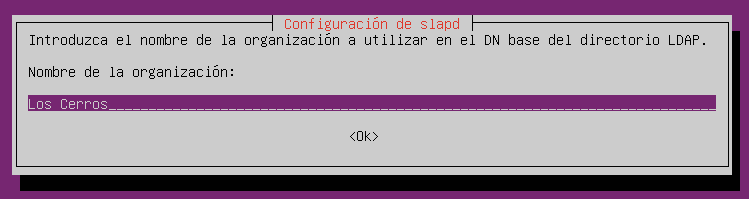 Configuración de slapd
Introduzca el nombre de la organización a utilizar en el DN base del directorio LDAP.
Nombre de la organización:
Los Cerros
<Ok>